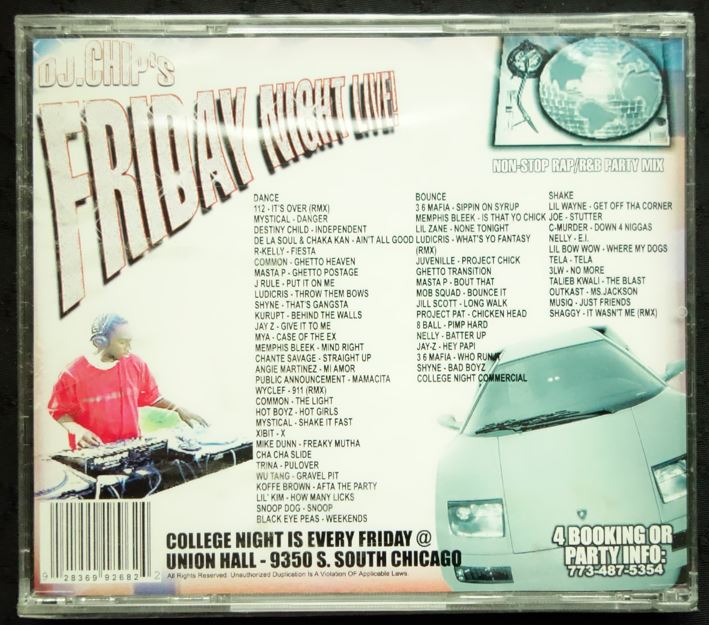 DJ.CHIP'S
FRIDAY NIGHT LIVE!
NON-STOP RAP/R&B PARTY MIX
DANCE
112 - IT'S OVER (RMX)
MYSTICAL - DANGER
DESTINY CHILD - INDEPENDENT
DE LA SOUL & CHAKA KAN - AIN'T ALL GOOD
R-KELLY - FIESTA
COMMON - GHETTO HEAVEN
MASTA P - GHETTO POSTAGE
J RULE - PUT IT ON ME
LUDICRIS - THROW THEM BOWS
SHYNE - THAT'S GANGSTA
KURUPT - BEHIND THE WALLS
JAY Z - GIVE IT TO ME
MYA - CASE OF THE EX
MEMPHIS BLEEK - MIND RIGHT
CHANTE SAVAGE - STRAIGHT UP
ANGIE MARTINEZ - MI AMOR
PUBLIC ANNOUNCEMENT - MAMACITA
WYCLEF - 911 (RMX)
COMMON - THE LIGHT
HOT BOYZ - HOT GIRLS
MYSTICAL - SHAKE IT FAST
XIBIT - X
MIKE DUNN - FREAKY MUTHA
CHA CHA SLIDE
TRINA - PULOVER
WU TANG - GRAVEL PIT
KOFFE BROWN - AFTA THE PARTY
LIL' KIM - HOW MANY LICKS
SNOOP DOG - SNOOP
BLACK EYE PEAS - WEEKENDS
BOUNCE
3 6 MAFIA - SIPPIN ON SYRUP
MEMPHIS BLEEK - IS THAT YO CHICK
LIL ZANE - NONE TONIGHT
LUDICRIS - WHAT'S YO FANTASY
(RMX)
JUVENILLE - PROJECT CHICK
GHETTO TRANSITION
MASTA P - BOUT THAT
MOB SQUAD - BOUNCE IT
JILL SCOTT - LONG WALK
PROJECT PAT - CHICKEN HEAD
8 BALL - PIMP HARD
NELLY - BATTER UP
JAY-Z - HEY PAPI
3 6 MAFIA - WHO RUN IT
SHYNE - BAD BOYZ
COLLEGE NIGHT COMMERCIAL
SHAKE
LIL WAYNE - GET OFF THA CORNER
JOE - STUTTER
C-MURDER - DOWN 4 NIGGAS
NELLY - E.I.
LIL BOW WOW - WHERE MY DOGS
TELA - TELA
3LW - NO MORE
TALIEB KWALI - THE BLAST
OUTKAST - MS.JACKSON
MUSIQ - JUST FRIENDS
SHAGGY - IT WASN'T ME (RMX)
COLLEGE NIGHT IS EVERY FRIDAY @
UNION HALL - 9350 S. SOUTH CHICAGO
All Rights Reserved. Unauthorized Duplication Is A Violation OF Applicable Laws.
9 28369 92682 2
4 BOOKING OR
PARTY INFO:
773-487-5354